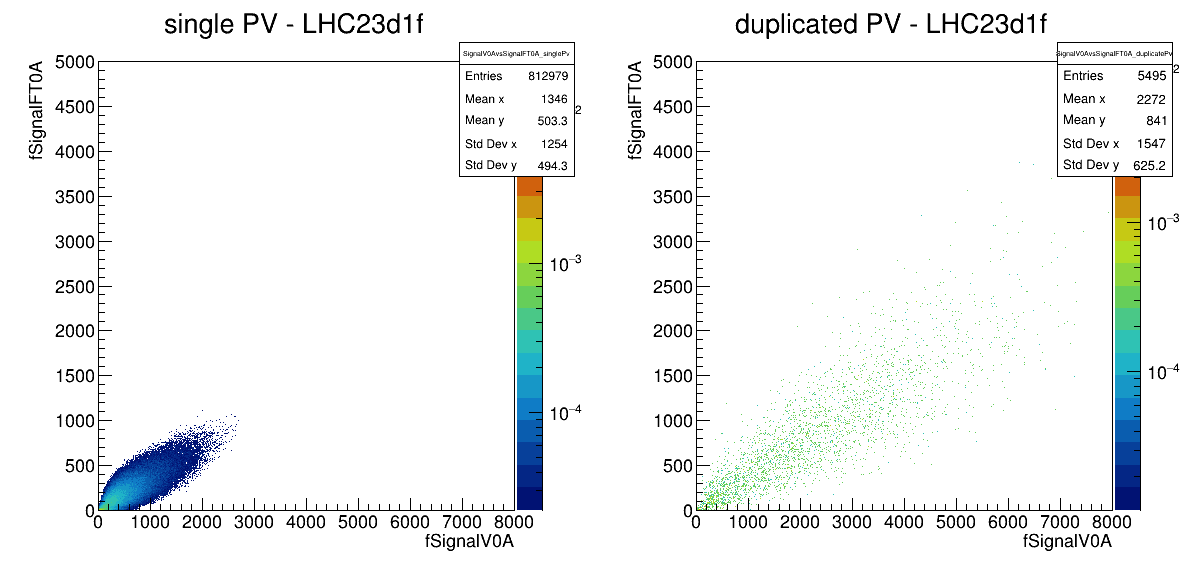 single PV - LHC23d1f
SignalV0AvsSignalFT0A_singlePv
Entries 812979
Mean x 1346
Mean y 503.3
Std Dev x 1254
Std Dev y 494.3
fSignalFT0A
5000
4500
4000
3500
3000
2500
2000
1500
1000
500
0
0 1000 2000 3000 4000 5000 6000 7000 8000
fSignalV0A
2
10−3
10−4
duplicated PV - LHC23d1f
SignalV0AvsSignalFT0A_duplicatePv
Entries 5495
Mean x 2272
Mean y 841
Std Dev x 1547
Std Dev y 625.2
fSignalFT0A
5000
4500
4000
3500
3000
2500
2000
1500
1000
500
0
0 1000 2000 3000 4000 5000 6000 7000 8000
fSignalV0A
2
10−3
10−4